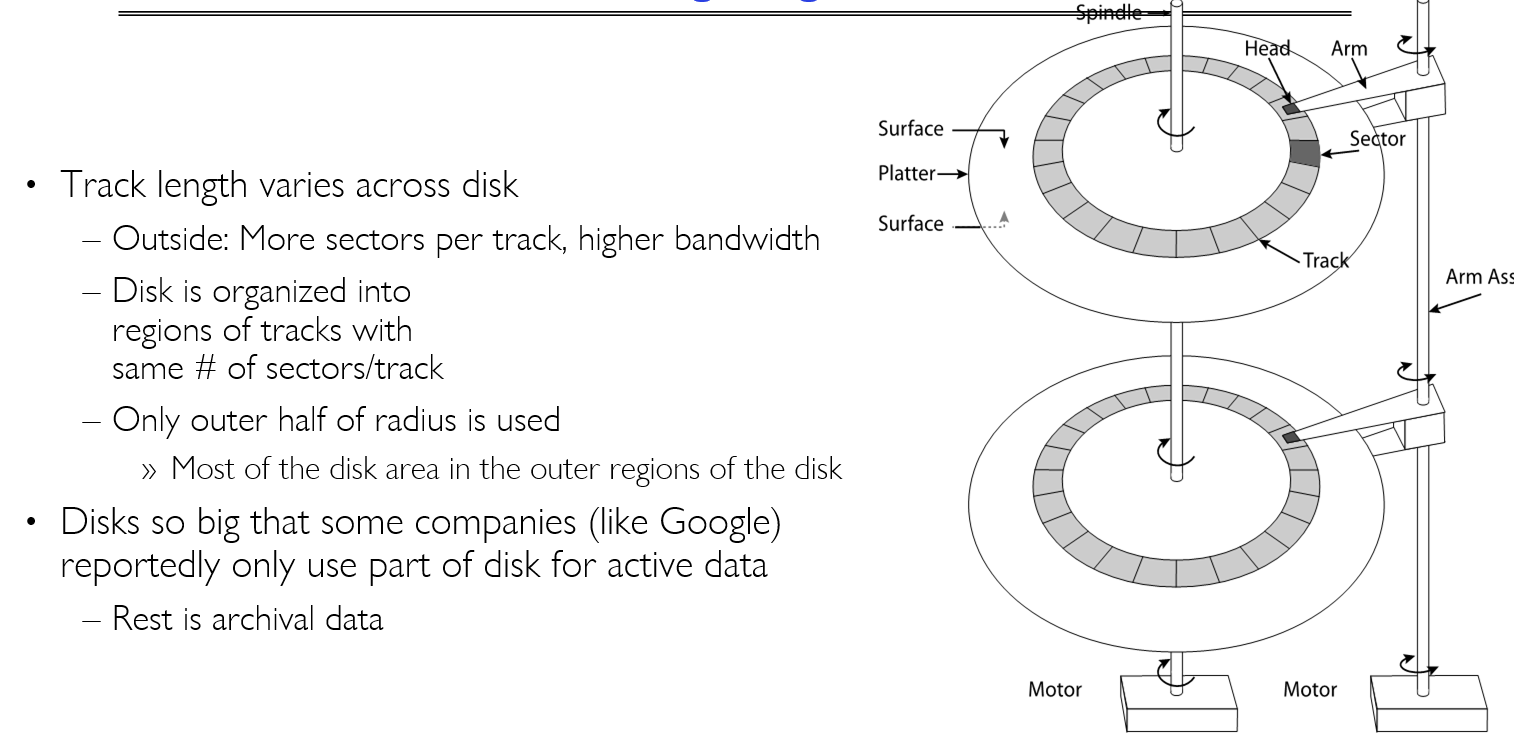 • Track length varies across disk
– Outside: More sectors per track, higher bandwidth
– Disk is organized into
regions of tracks with
same # of sectors/track
– Only outer half of radius is used
» Most of the disk area in the outer regions of the disk
• Disks so big that some companies (like Google)
reportedly only use part of disk for active data
– Rest is archival data
Spindle
Head
Arm
Surface
Sector
Platter
Surface
Track
Arm Ass
Motor
Motor